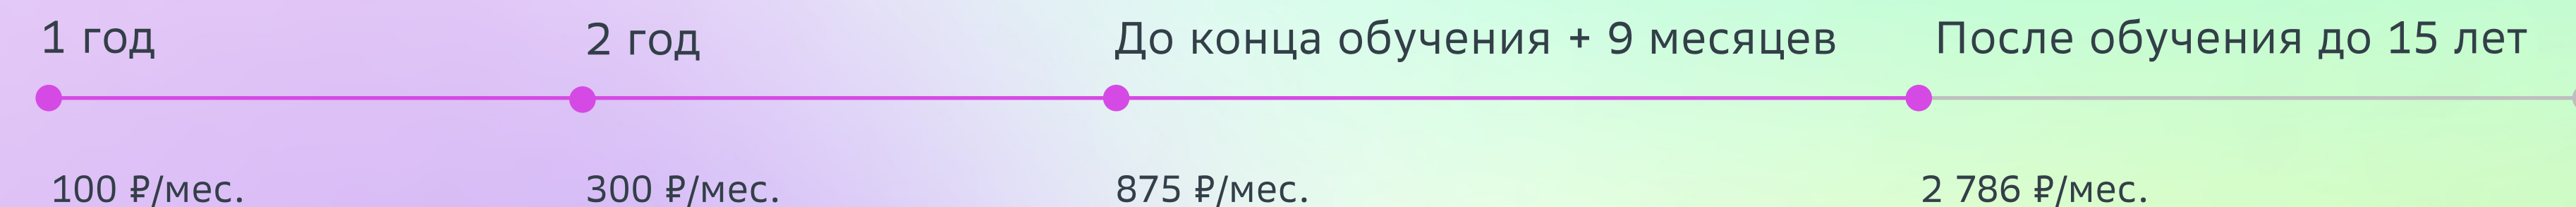 1 год
2 год
До конца обучения + 9 месяцев
После обучения до 15 лет
100 ₽/мес.
300 ₽/мес.
875 ₽/мес.
2 786 ₽/мес.